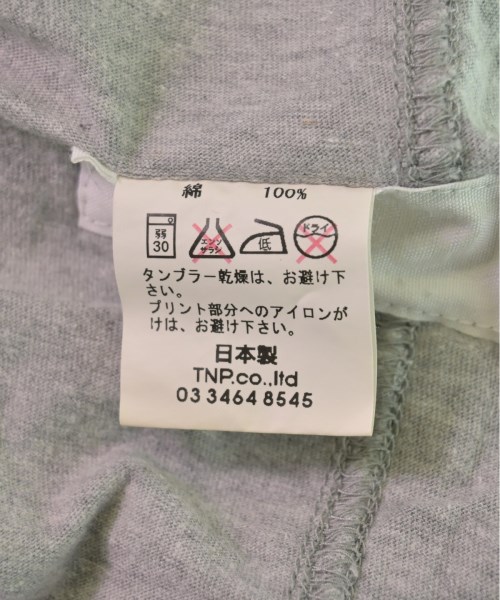 綿 100%
弱 30 エンソサラシ 低 ドライ
タンブラー乾燥は、お避け下
さい。
プリント部分へのアイロンが
けは、お避け下さい。
日本製
TNP.co.,ltd
03 3464 8545